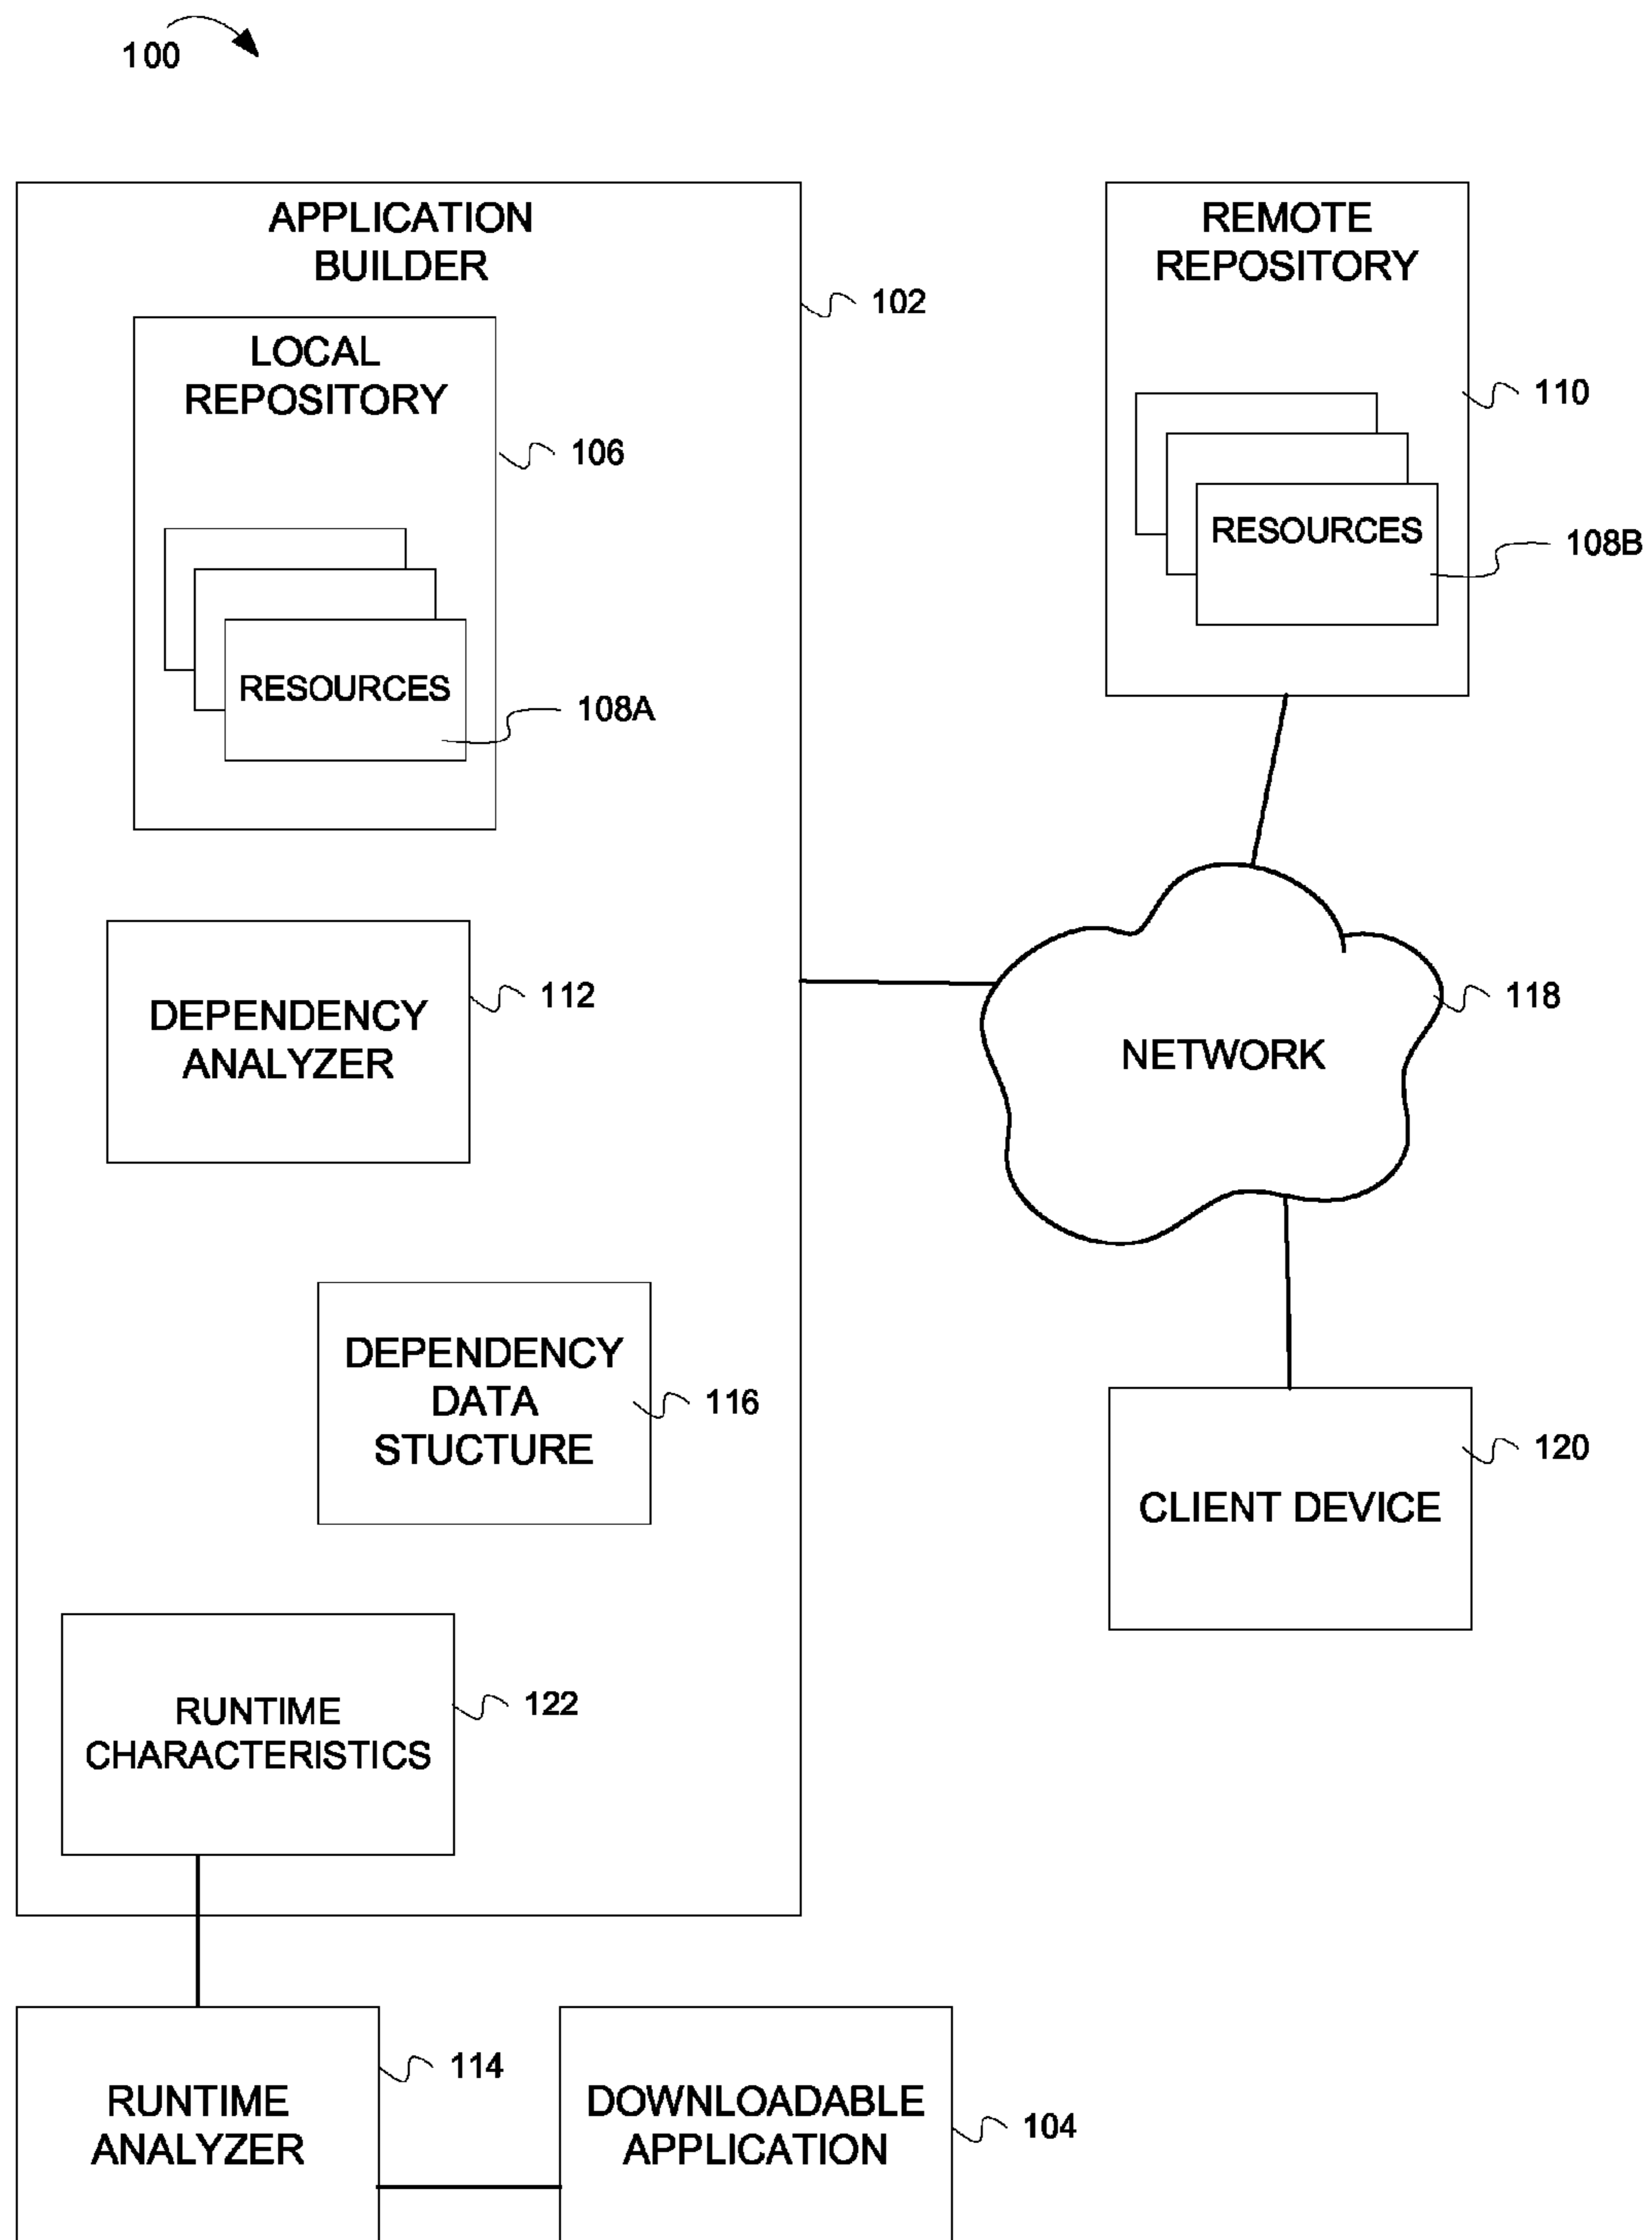 100
APPLICATION
BUILDER
102
LOCAL
REPOSITORY
106
RESOURCES
108A
REMOTE
REPOSITORY
110
RESOURCES
108B
DEPENDENCY
ANALYZER
112
NETWORK
118
DEPENDENCY
DATA
STUCTURE
116
CLIENT DEVICE
120
RUNTIME
CHARACTERISTICS
122
RUNTIME
ANALYZER
114
DOWNLOADABLE
APPLICATION
104